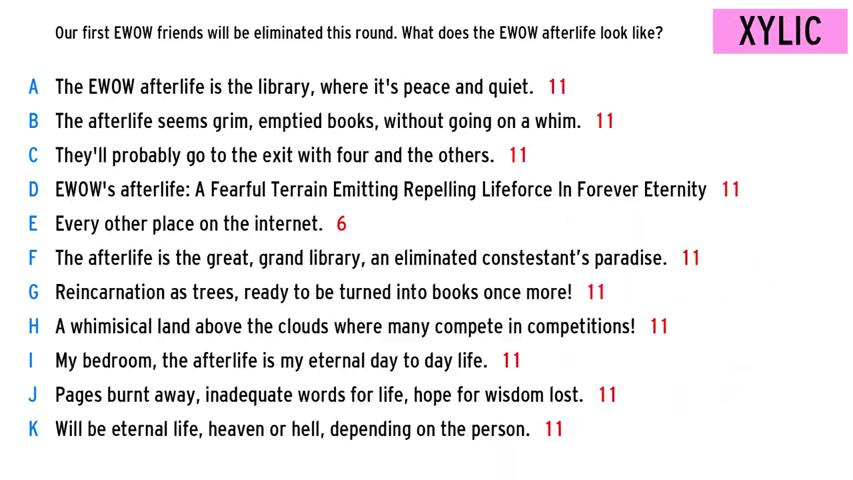 Our first EWOW friends will be eliminated this round. What does the EWOW afterlife look like?
XYLIC
A The EWOW afterlife is the library, where it's peace and quiet. 11
B The afterlife seems grim, emptied books, without going on a whim. 11
C They'll probably go to the exit with four and the others. 11
D EWOW's afterlife: A Fearful Terrain Emitting Repelling Lifeforce In Forever Eternity 11
E Every other place on the internet. 6
F The afterlife is the great, grand library, an eliminated constestant’s paradise. 11
G Reincarnation as trees, ready to be turned into books once more! 11
H A whimisical land above the clouds where many compete in competitions! 11
I My bedroom, the afterlife is my eternal day to day life. 11
J Pages burnt away, inadequate words for life, hope for wisdom lost. 11
K Will be eternal life, heaven or hell, depending on the person. 11